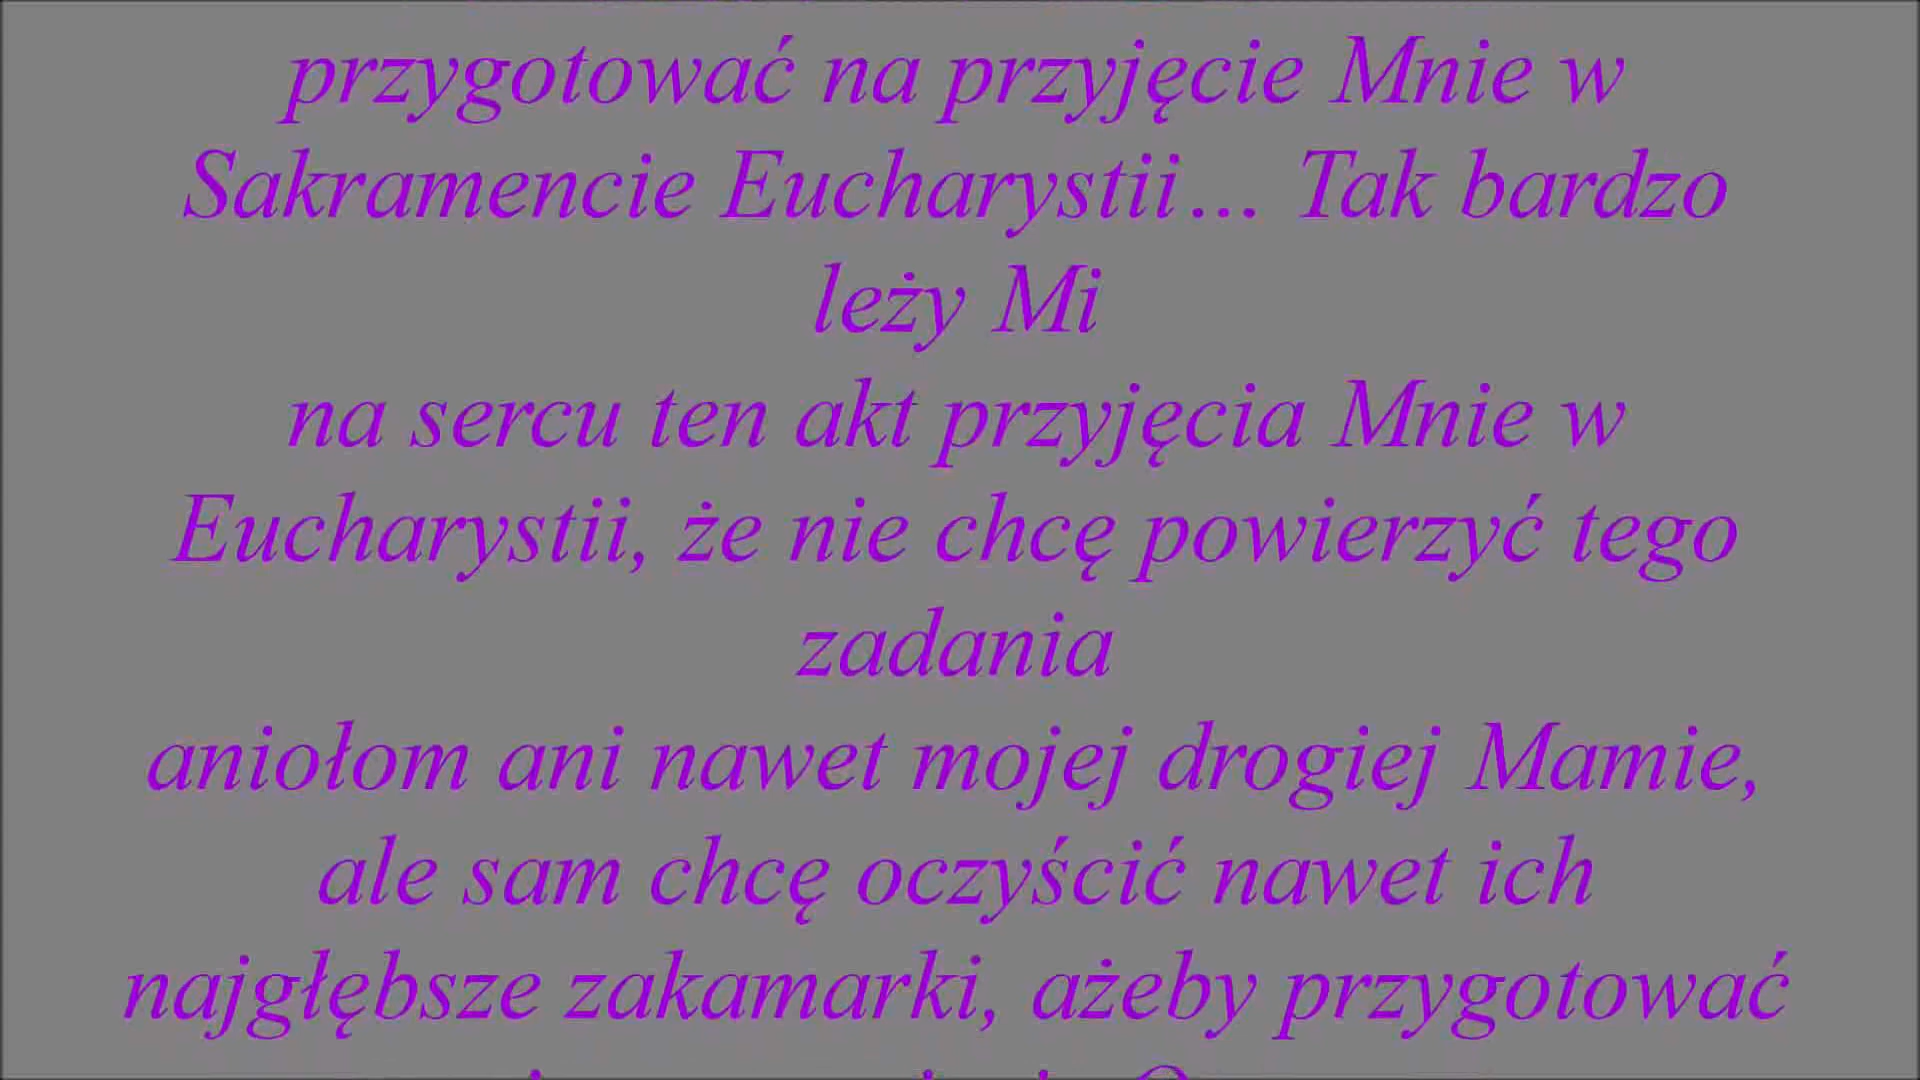 przygotować na przyjęcie Mnie w
Sakramencie Eucharystii... Tak bardzo
leży Mi
na sercu ten akt przyjęcia Mnie w
Eucharystii, że nie chcę powierzyć tego
zadania
aniołom ani nawet mojej drogiej Mamie,
ale sam chcę oczyścić nawet ich
najgłębsze zakamarki, ażeby przygotować